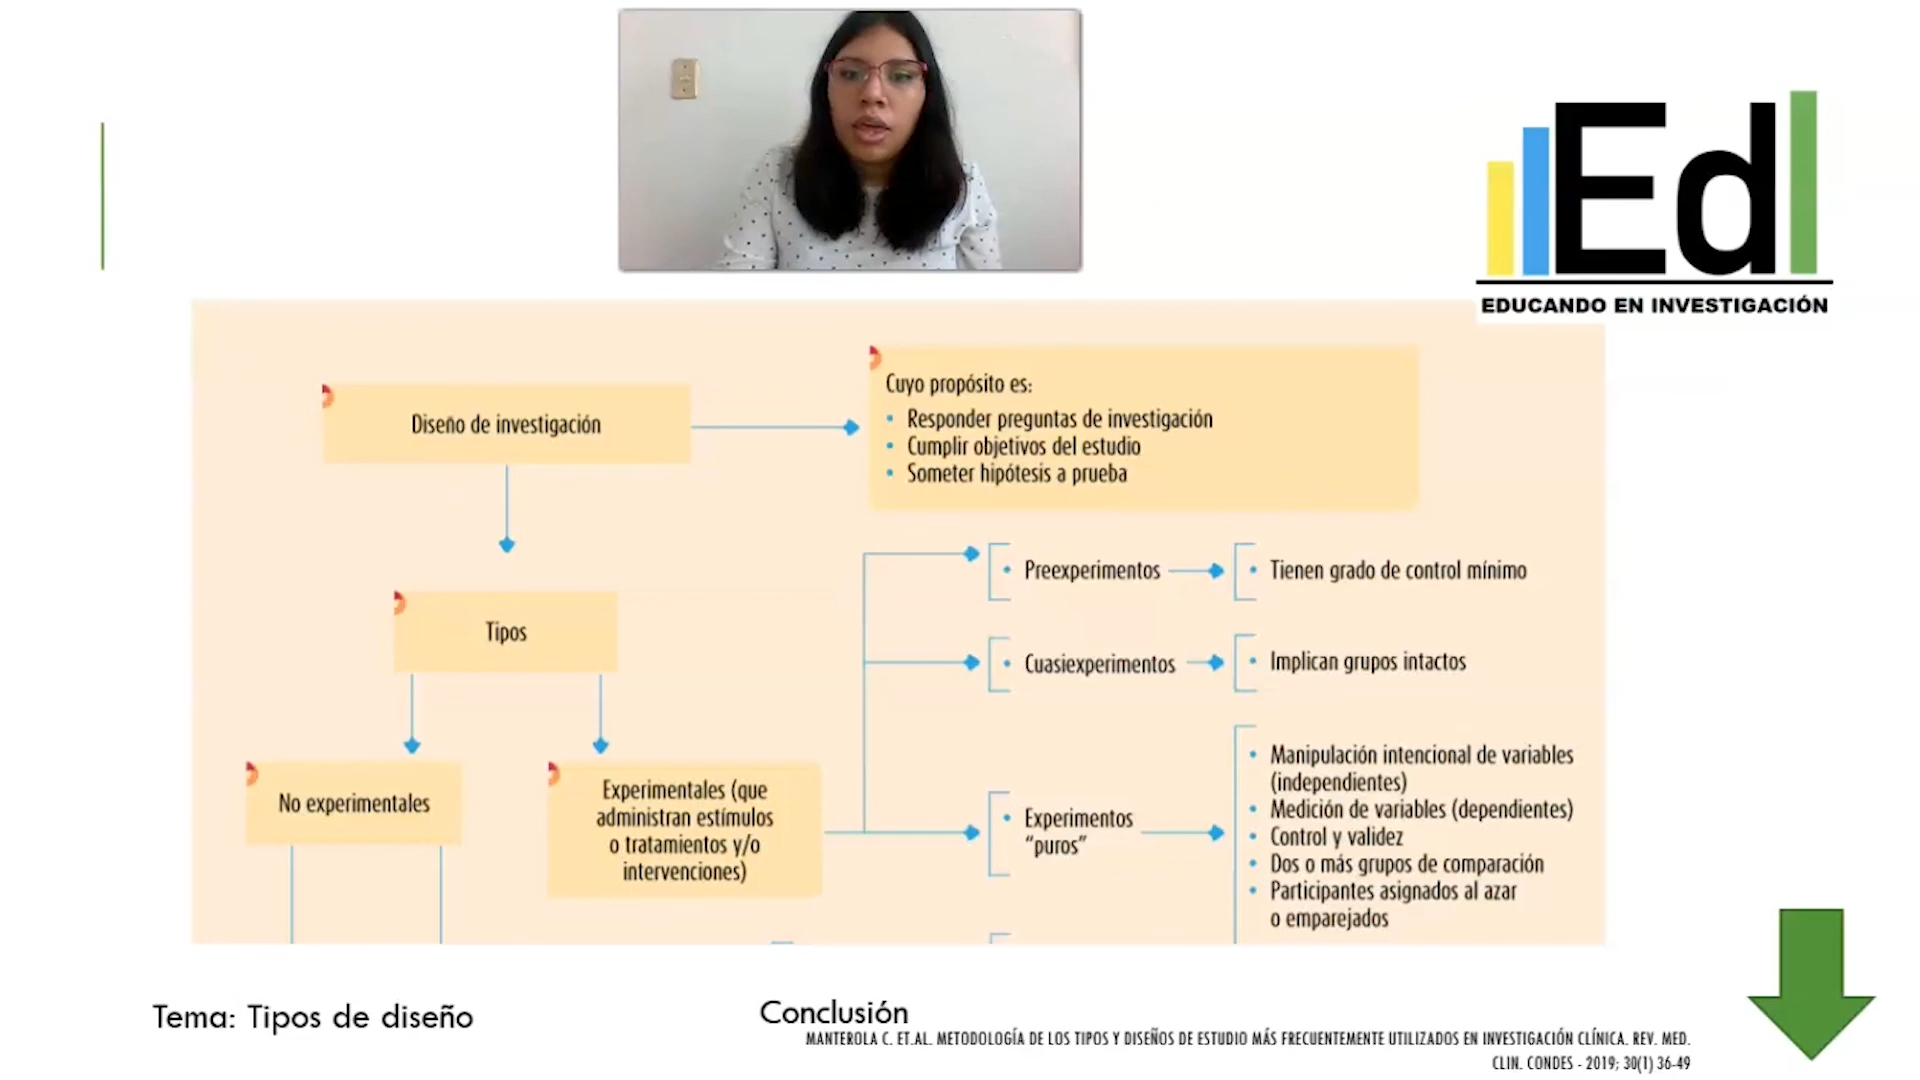 EdI
EDUCANDO EN INVESTIGACIÓN
Diseño de investigación
Cuyo propósito es:
• Responder preguntas de investigación
• Cumplir objetivos del estudio
• Someter hipótesis a prueba
Tipos
No experimentales
Experimentales (que
administran estímulos
o tratamientos y/o
intervenciones)
• Preexperimentos
• Tienen grado de control mínimo
• Cuasiexperimentos
• Implican grupos intactos
• Experimentos
“puros”
• Manipulación intencional de variables
(independientes)
• Medición de variables (dependientes)
• Control y validez
• Dos o más grupos de comparación
• Participantes asignados al azar
o emparejados
Tema: Tipos de diseño
Conclusión
MANTEROLA C. ET.AL. METODOLOGÍA DE LOS TIPOS Y DISEÑOS DE ESTUDIO MÁS FRECUENTEMENTE UTILIZADOS EN INVESTIGACIÓN CLÍNICA. REV. MED.
CLIN. CONDES - 2019; 30(1) 36-49